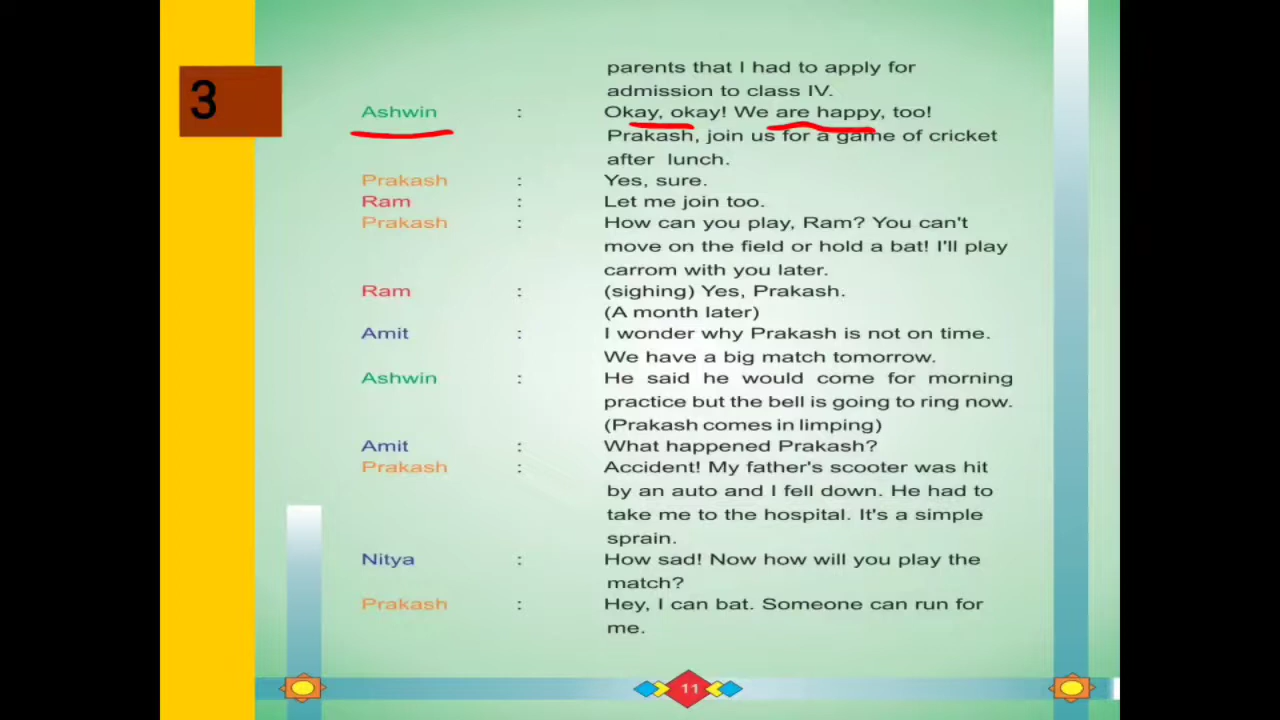 3
parents that I had to apply for
admission to class IV.
Ashwin : Okay, okay! We are happy, too!
Prakash, join us for a game of cricket
after lunch.
Prakash : Yes, sure.
Ram : Let me join too.
Prakash : How can you play, Ram? You can't
move on the field or hold a bat! I'll play
carrom with you later.
Ram : (sighing) Yes, Prakash.
(A month later)
Amit : I wonder why Prakash is not on time.
We have a big match tomorrow.
Ashwin : He said he would come for morning
practice but the bell is going to ring now.
(Prakash comes in limping)
Amit : What happened Prakash?
Prakash : Accident! My father's scooter was hit
by an auto and I fell down. He had to
take me to the hospital. It's a simple
sprain.
Nitya : How sad! Now how will you play the
match?
Prakash : Hey, I can bat. Someone can run for
me.
11